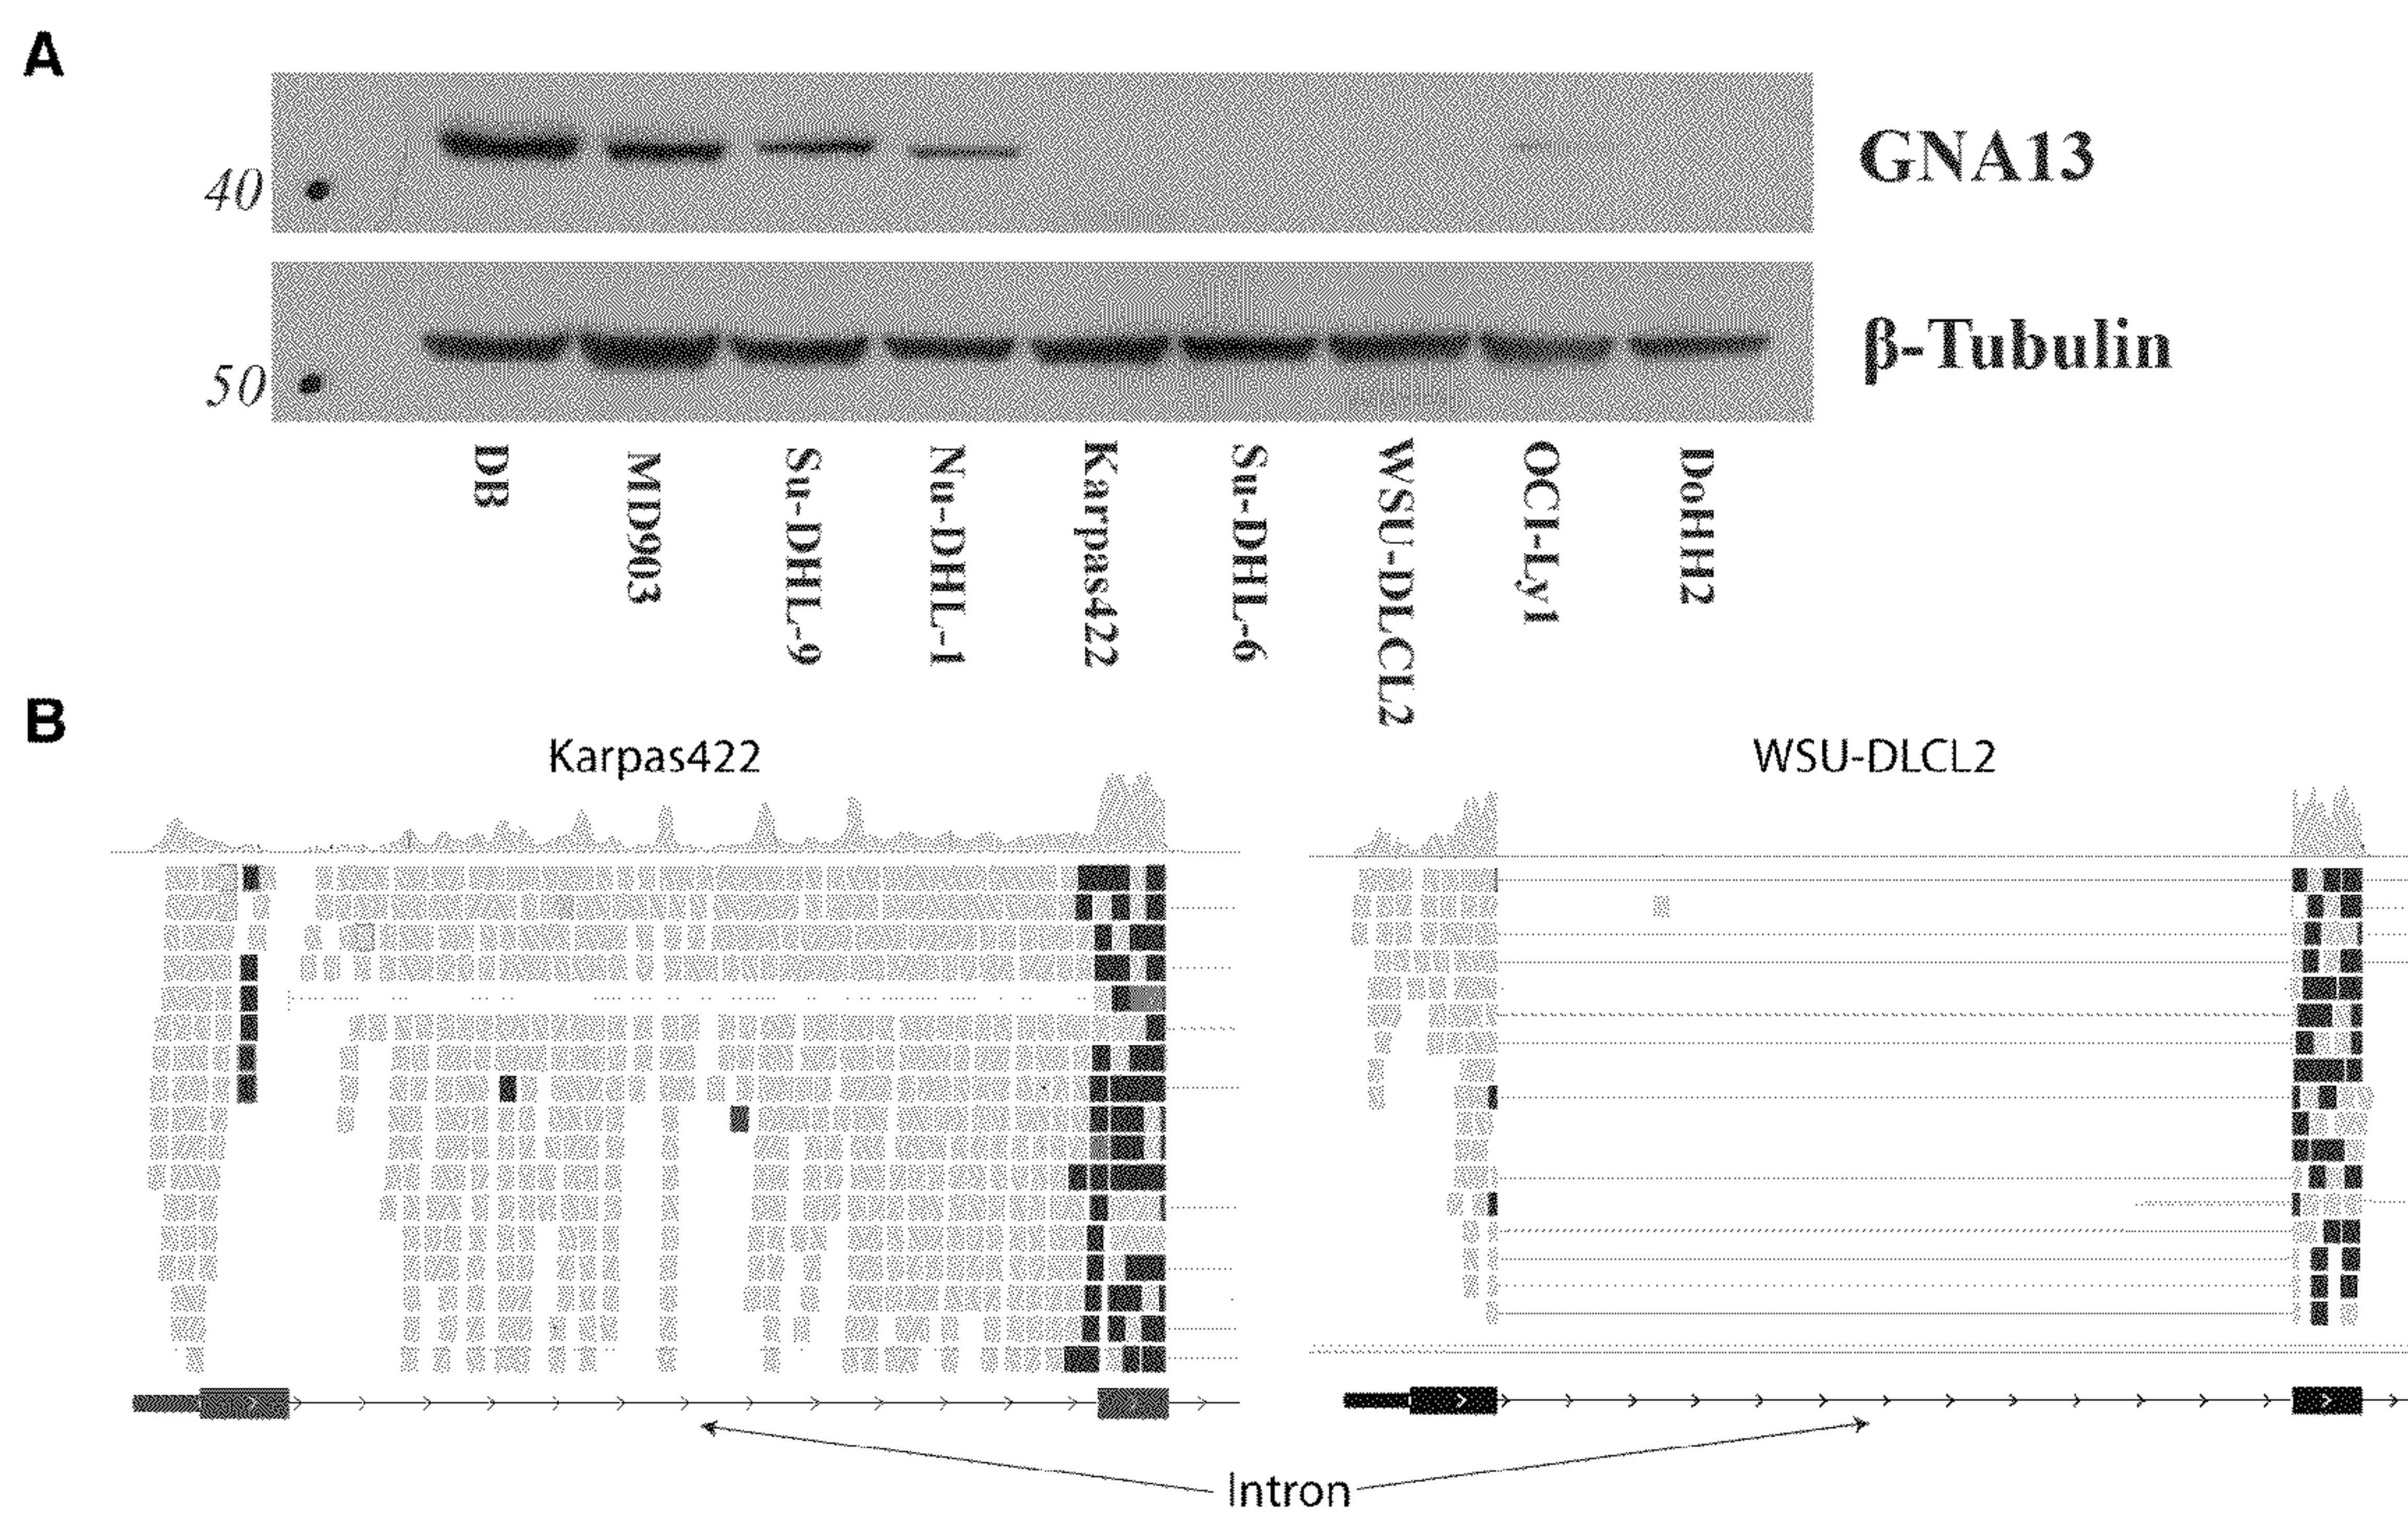 A
40
GNA13
50
β-Tubulin
DB
MD903
Su-DHL-9
Nu-DHL-1
Karpas422
Su-DHL-6
WSU-DLCL2
OCI-Ly1
DoHH2
B
Karpas422
WSU-DLCL2
Intron